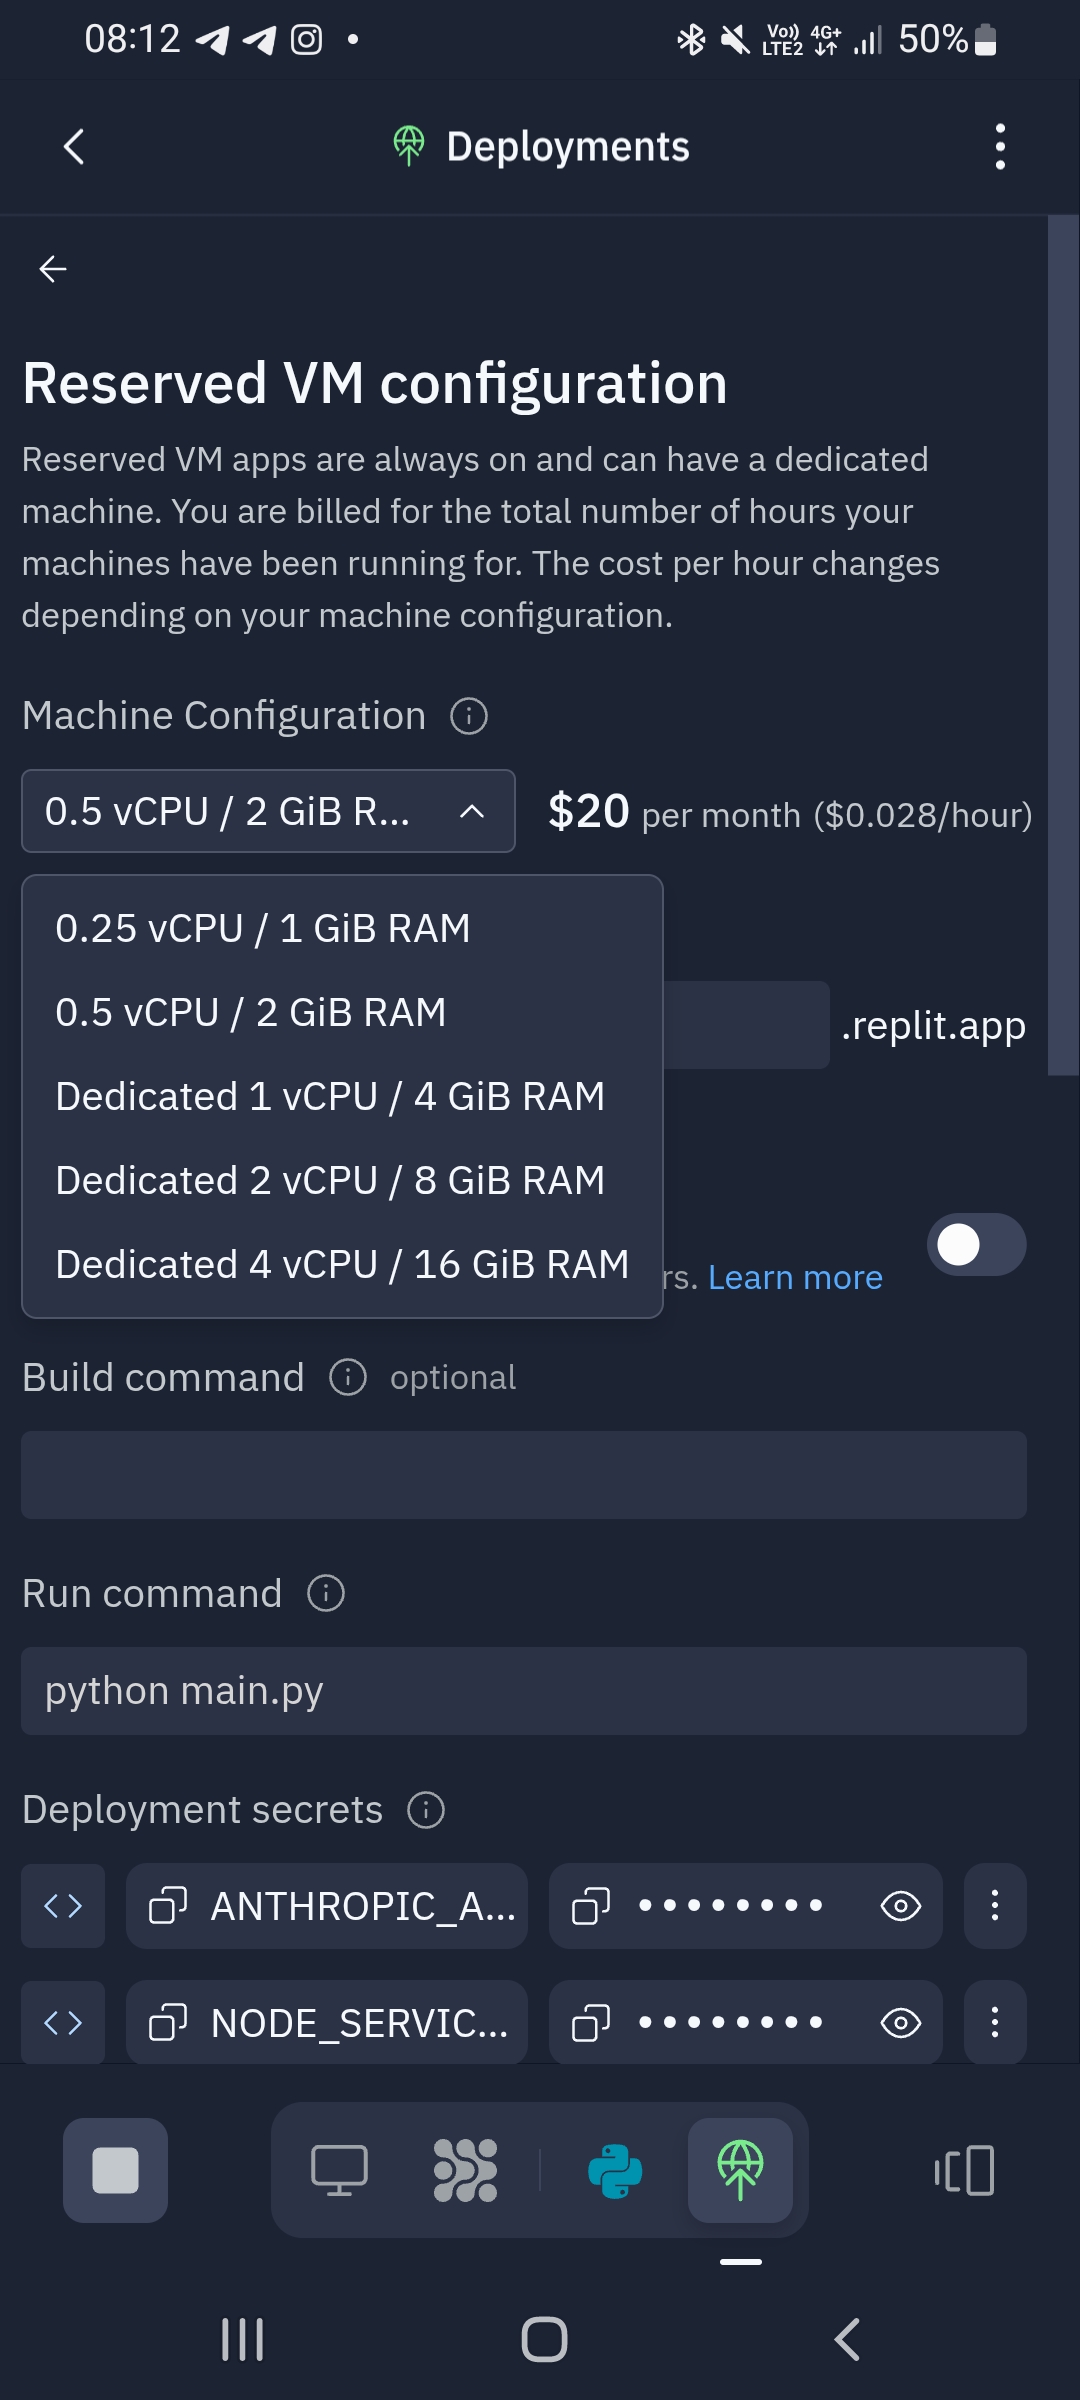 08:12
Vo)) LTE2 4G+ 50%
Deployments
Reserved VM configuration
Reserved VM apps are always on and can have a dedicated
machine. You are billed for the total number of hours your
machines have been running for. The cost per hour changes
depending on your machine configuration.
Machine Configuration
0.5 vCPU / 2 GiB R... $20 per month ($0.028/hour)
0.25 vCPU / 1 GiB RAM
0.5 vCPU / 2 GiB RAM
.replit.app
Dedicated 1 vCPU / 4 GiB RAM
Dedicated 2 vCPU / 8 GiB RAM
Dedicated 4 vCPU / 16 GiB RAM
rs. Learn more
Build command optional
Run command
python main.py
Deployment secrets
ANTHROPIC_A... ••••••••
NODE_SERVIC... ••••••••